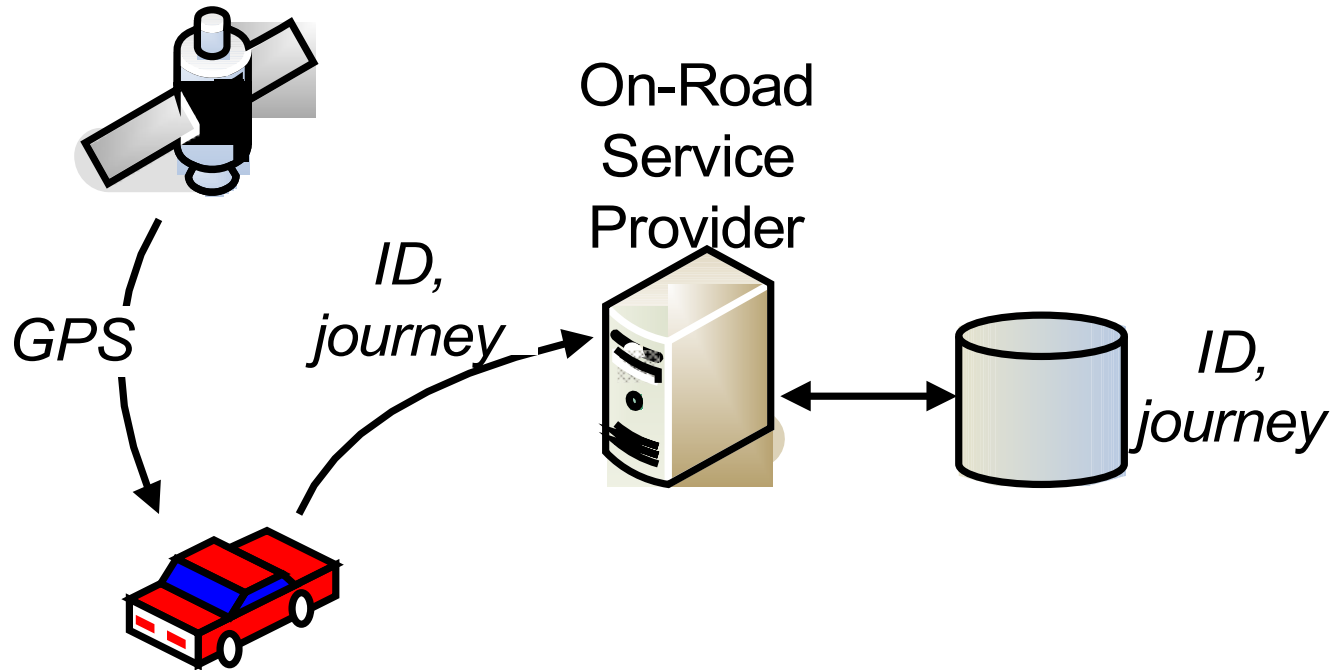 On-Road
Service
Provider
ID,
journey
GPS
ID,
journey